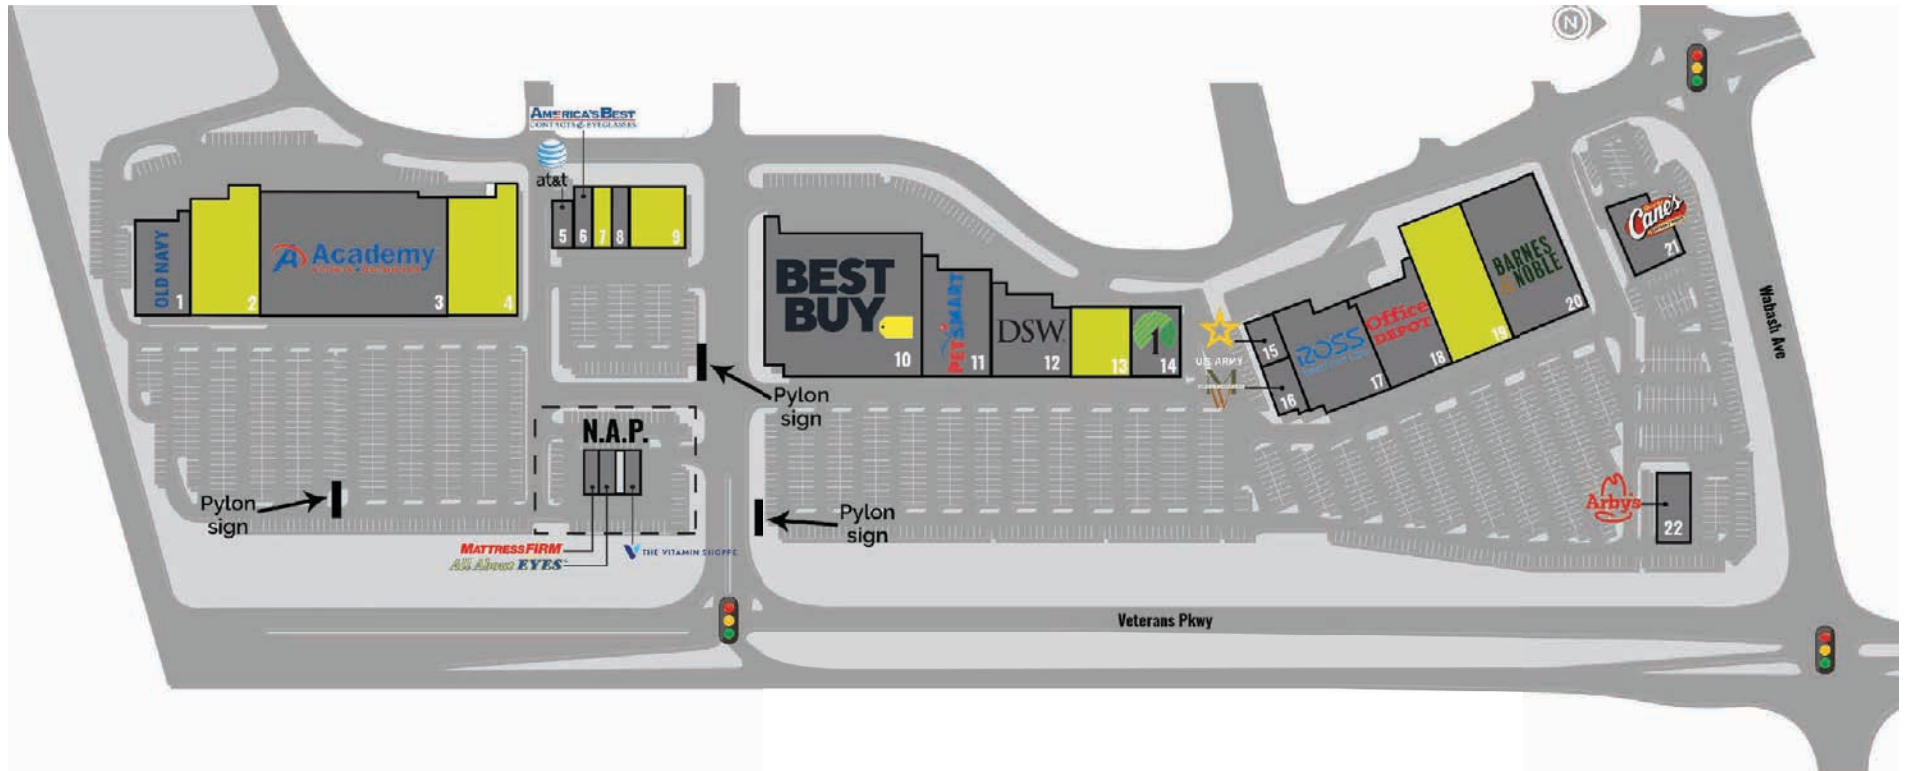 N
AMERICA'S BEST
CONTACTS & EYEGLASSES
at&t
5
6
7
8
9
OLD NAVY
1
2
Academy
3
4
BEST
BUY
10
PETSMART
11
DSW
12
13
1
14
U.S. ARMY
15
16
ROSS
17
Office
DEPOT
18
19
BARNES
& NOBLE
20
Cane's
21
Wabash Ave
Pylon
sign
N.A.P.
Pylon
sign
Pylon
sign
Arby's
22
MATTRESSFIRM
All About EYES
THE VITAMIN SHOPPE
Veterans Pkwy